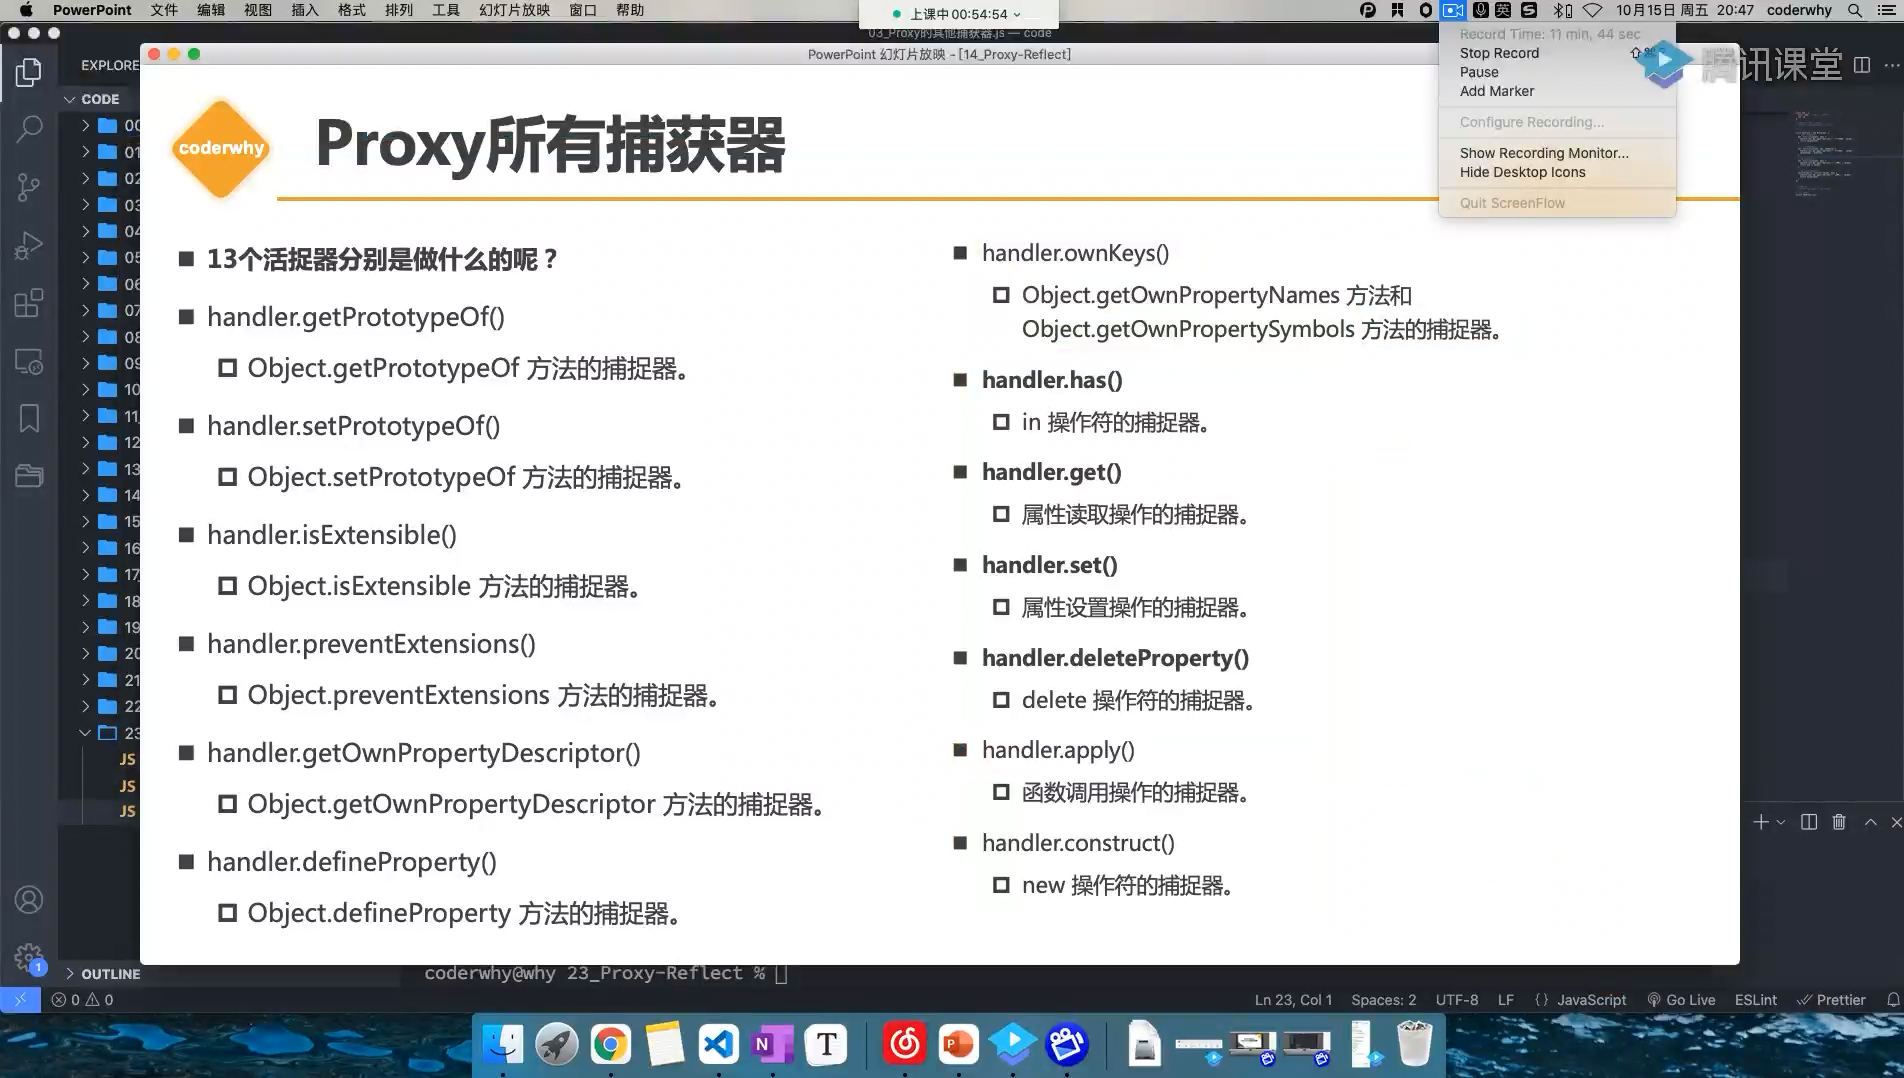 PowerPoint 文件 编辑 视图 插入 格式 排列 工具 幻灯片放映 窗口 帮助
上课中 00:54:54
10月15日 周五 20:47 coderwhy
03_Proxy的其他捕获器.js — code
PowerPoint 幻灯片放映 - [14_Proxy-Reflect]
Record Time: 11 min, 44 sec
Stop Record
Pause
Add Marker
Configure Recording...
Show Recording Monitor...
Hide Desktop Icons
Quit ScreenFlow
腾讯课堂
EXPLORE
CODE
00
01
02
03
04
05
06
07
08
09
10
11
12
13
14
15
16
17
18
19
20
21
22
23
JS
JS
JS
OUTLINE
coderwhy
Proxy所有捕获器
13个活捉器分别是做什么的呢？
handler.getPrototypeOf()
Object.getPrototypeOf 方法的捕捉器。
handler.setPrototypeOf()
Object.setPrototypeOf 方法的捕捉器。
handler.isExtensible()
Object.isExtensible 方法的捕捉器。
handler.preventExtensions()
Object.preventExtensions 方法的捕捉器。
handler.getOwnPropertyDescriptor()
Object.getOwnPropertyDescriptor 方法的捕捉器。
handler.defineProperty()
Object.defineProperty 方法的捕捉器。
handler.ownKeys()
Object.getOwnPropertyNames 方法和
Object.getOwnPropertySymbols 方法的捕捉器。
handler.has()
in 操作符的捕捉器。
handler.get()
属性读取操作的捕捉器。
handler.set()
属性设置操作的捕捉器。
handler.deleteProperty()
delete 操作符的捕捉器。
handler.apply()
函数调用操作的捕捉器。
handler.construct()
new 操作符的捕捉器。
coderwhy@why 23_Proxy-Reflect %
1
0 0
Ln 23, Col 1 Spaces: 2 UTF-8 LF {} JavaScript Go Live ESLint Prettier